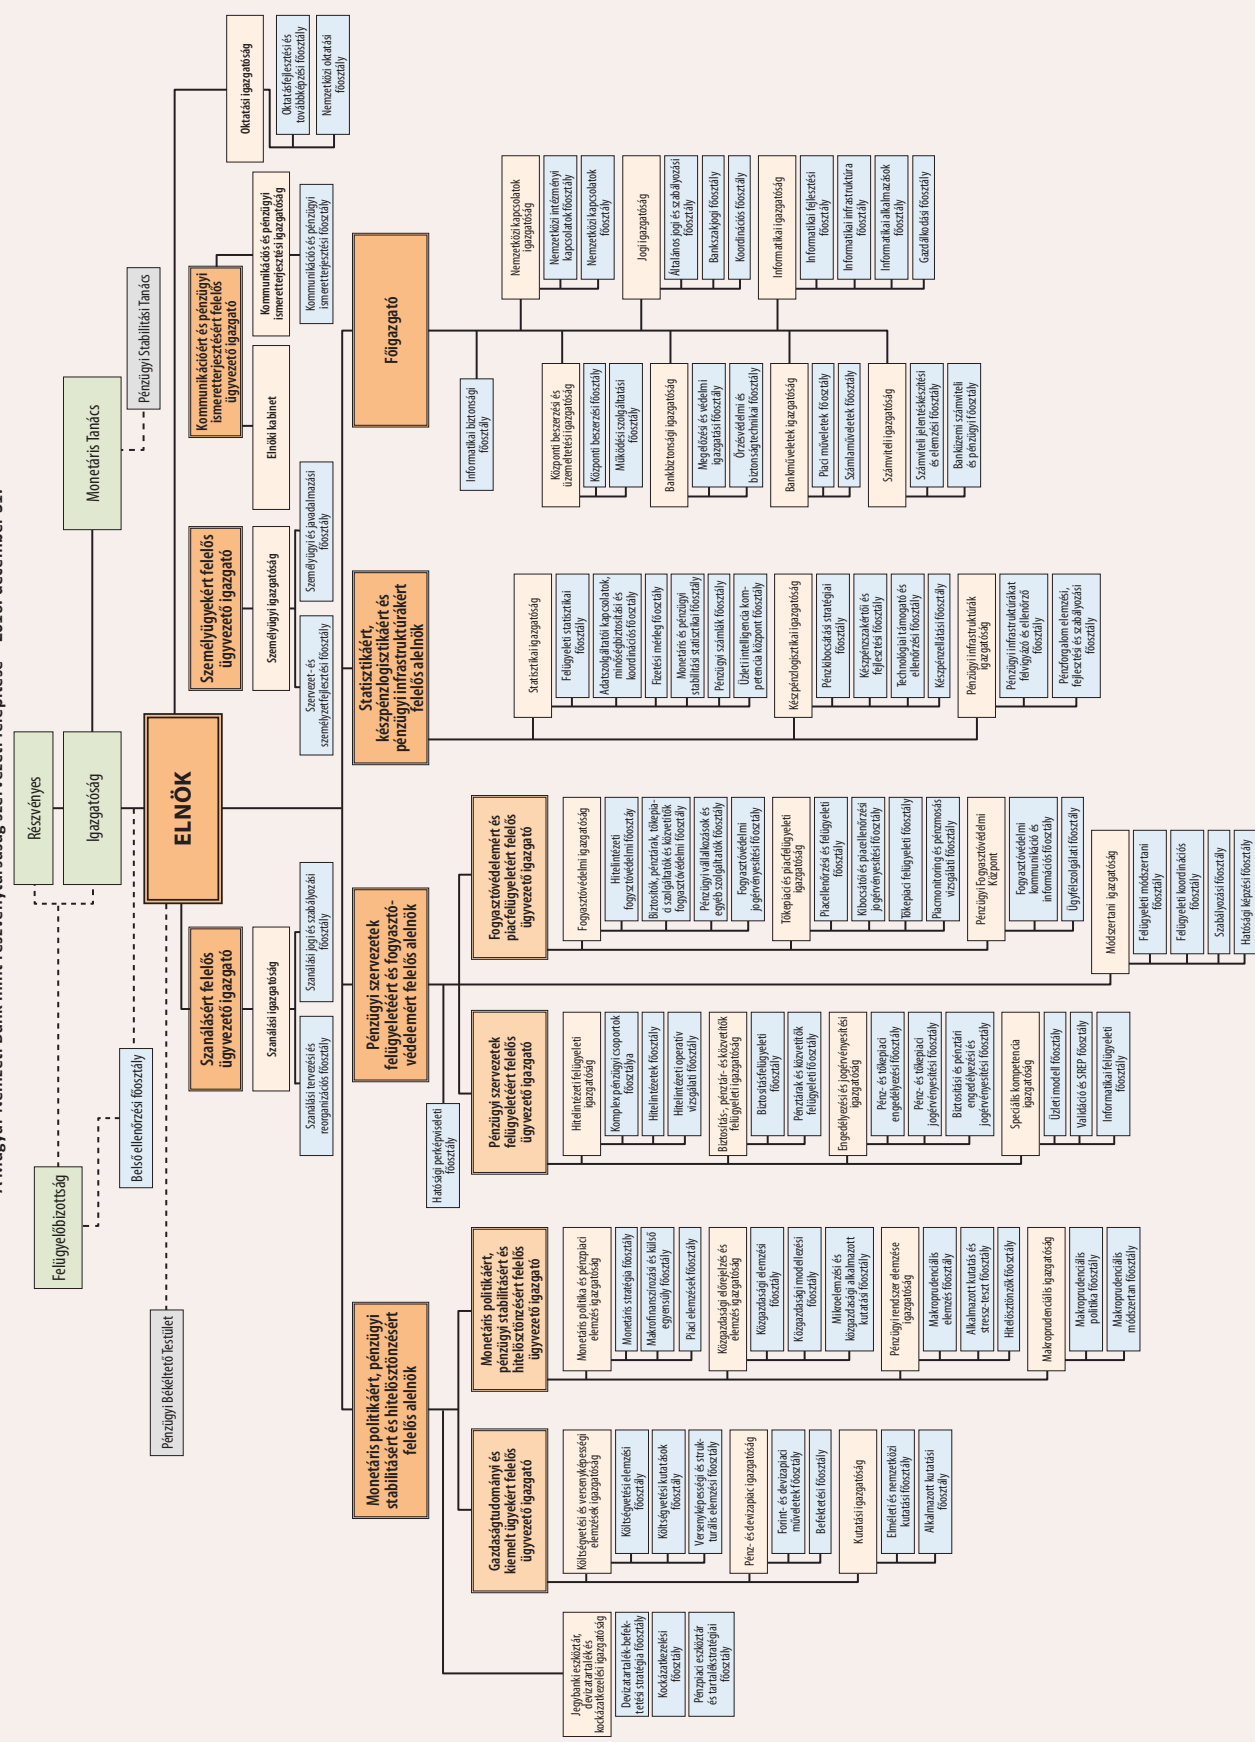 Részvényes
Igazgatóság
Monetáris Tanács
Pénzügyi Stabilitási Tanács
Felügyelőbizottság
Belső ellenőrzési főosztály
Pénzügyi Békéltető Testület
ELNÖK
Szanálásért felelős
ügyvezető igazgató
Szanálási igazgatóság
Szanálási tervezési és
reorganizációs főosztály
Szanálási jogi és szabályozási
főosztály
Személyügyekért felelős
ügyvezető igazgató
Személyügyi igazgatóság
Szervezet- és
személyzetfejlesztési főosztály
Személyügyi és javadalmazási
főosztály
Kommunikációért és pénzügyi
ismeretterjesztésért felelős
ügyvezető igazgató
Elnöki kabinet
Kommunikációs és pénzügyi
ismeretterjesztési igazgatóság
Kommunikációs és pénzügyi
ismeretterjesztési főosztály
Oktatási igazgatóság
Oktatásfejlesztési és
továbbképzési főosztály
Nemzetközi oktatási
főosztály
Monetáris politikáért, pénzügyi
stabilitásért és hitelösztönzésért
felelős alelnök
Jegybanki eszköztár,
devizatartalék és
kockázatkezelési igazgatóság
Devizatartalék-befek-
tetési stratégia főosztály
Kockázatkezelési
főosztály
Pénzpiaci eszköztár
és tartalékstratégiai
főosztály
Gazdaságtudományi és
kiemelt ügyekért felelős
ügyvezető igazgató
Költségvetési és versenyképességi
elemzések igazgatóság
Költségvetési elemzési
főosztály
Költségvetési kutatások
főosztály
Versenyképességi és struk-
turális elemzési főosztály
Pénz- és devizapiac igazgatóság
Forint- és devizapiaci
műveletek főosztály
Befektetési főosztály
Kutatási igazgatóság
Elméleti és nemzetközi
kutatási főosztály
Alkalmazott kutatási
főosztály
Monetáris politikáért,
pénzügyi stabilitásért és
hitelösztönzésért felelős
ügyvezető igazgató
Monetáris politika és pénzpiaci
elemzés igazgatóság
Monetáris stratégia főosztály
Makrofinanszírozási és külső
egyensúly főosztály
Piaci elemzések főosztály
Közgazdasági előrejelzés és
elemzés igazgatóság
Közgazdasági elemzési
főosztály
Közgazdasági modellezési
főosztály
Mikroelemzési és
közgazdasági alkalmazott
kutatási főosztály
Pénzügyi rendszer elemzése
igazgatóság
Makroprudenciális
elemzés főosztály
Alkalmazott kutatás és
stressz-teszt főosztály
Hitelösztönzők főosztály
Makroprudenciális igazgatóság
Makroprudenciális
politika főosztály
Makroprudenciális
módszertan főosztály
Pénzügyi szervezetek
felügyeletéért és fogyasztó-
védelemért felelős alelnök
Hatósági perképviseleti
főosztály
Pénzügyi szervezetek
felügyeletéért felelős
ügyvezető igazgató
Hitelintézeti felügyeleti
igazgatóság
Komplex pénzügyi csoportok
főosztálya
Hitelintézetek főosztály
Hitelintézeti operatív
vizsgálati főosztály
Biztosítás-, pénztár- és közvetítők
felügyeleti igazgatóság
Biztosításfelügyeleti
főosztály
Pénztárak és közvetítők
felügyeleti főosztály
Engedélyezési és jogérvényesítési
igazgatóság
Pénz- és tőkepiaci
engedélyezési főosztály
Pénz- és tőkepiaci
jogérvényesítési főosztály
Biztosítási és pénztári
engedélyezési és
jogérvényesítési főosztály
Speciális kompetencia
igazgatóság
Üzleti modell főosztály
Validáció és SREP főosztály
Informatikai felügyeleti
főosztály
Fogyasztóvédelemért és
piacfelügyeletért felelős
ügyvezető igazgató
Fogyasztóvédelmi igazgatóság
Hitelintézeti
fogyasztóvédelmi főosztály
Biztosítók, pénztárak, tőkepia-
ci szolgáltatók és közvetítők
fogyasztóvédelmi főosztály
Pénzügyi vállalkozások és
egyéb szolgáltatók főosztály
Fogyasztóvédelmi
jogérvényesítési főosztály
Tőkepiaci és piacfelügyeleti
igazgatóság
Piacellenőrzési és felügyeleti
főosztály
Kibocsátói és piacellenőrzési
jogérvényesítési főosztály
Tőkepiaci felügyeleti főosztály
Piacmonitoring és pénzmosás
vizsgálati főosztály
Pénzügyi Fogyasztóvédelmi
Központ
Fogyasztóvédelmi
kommunikáció és
információs főosztály
Ügyfélszolgálati főosztály
Módszertani igazgatóság
Felügyeleti módszertani
főosztály
Felügyeleti koordinációs
főosztály
Szabályozási főosztály
Hatósági képzési főosztály
Statisztikáért,
készpénzlogisztikáért és
pénzügyi infrastruktúrákért
felelős alelnök
Statisztikai igazgatóság
Felügyeleti statisztikai
főosztály
Adatszolgáltatói kapcsolatok,
minőségbiztosítási és
koordinációs főosztály
Fizetési mérleg főosztály
Monetáris és pénzügyi
stabilitási statisztikai főosztály
Pénzügyi számlák főosztály
Üzleti intelligencia kom-
petencia központ főosztály
Készpénzlogisztikai igazgatóság
Pénzkibocsátási stratégiai
főosztály
Készpénzszakértői és
fejlesztési főosztály
Technológiai támogató és
ellenőrzési főosztály
Készpénzellátási főosztály
Pénzügyi infrastruktúrák
igazgatóság
Pénzügyi infrastruktúrákat
felvigyázó és ellenőrző
főosztály
Pénzforgalom elemzési,
fejlesztési és szabályozási
főosztály
Főigazgató
Informatikai biztonsági
főosztály
Központi beszerzési és
üzemeltetési igazgatóság
Központi beszerzési főosztály
Működési szolgáltatási
főosztály
Bankbiztonsági igazgatóság
Megelőzési és védelmi
igazgatási főosztály
Őrzésvédelmi és
biztonságtechnikai főosztály
Bankműveletek igazgatóság
Piaci műveletek főosztály
Számlaműveletek főosztály
Számviteli igazgatóság
Számviteli jelentéskészítési
és elemzési főosztály
Banküzemi számviteli
és pénzügyi főosztály
Nemzetközi kapcsolatok
igazgatóság
Nemzetközi intézményi
kapcsolatok főosztály
Nemzetközi kapcsolatok
főosztály
Jogi igazgatóság
Általános jogi és szabályozási
főosztály
Bankszakjogi főosztály
Koordinációs főosztály
Informatikai igazgatóság
Informatikai fejlesztési
főosztály
Informatikai infrastruktúra
főosztály
Informatikai alkalmazások
főosztály
Gazdálkodási főosztály